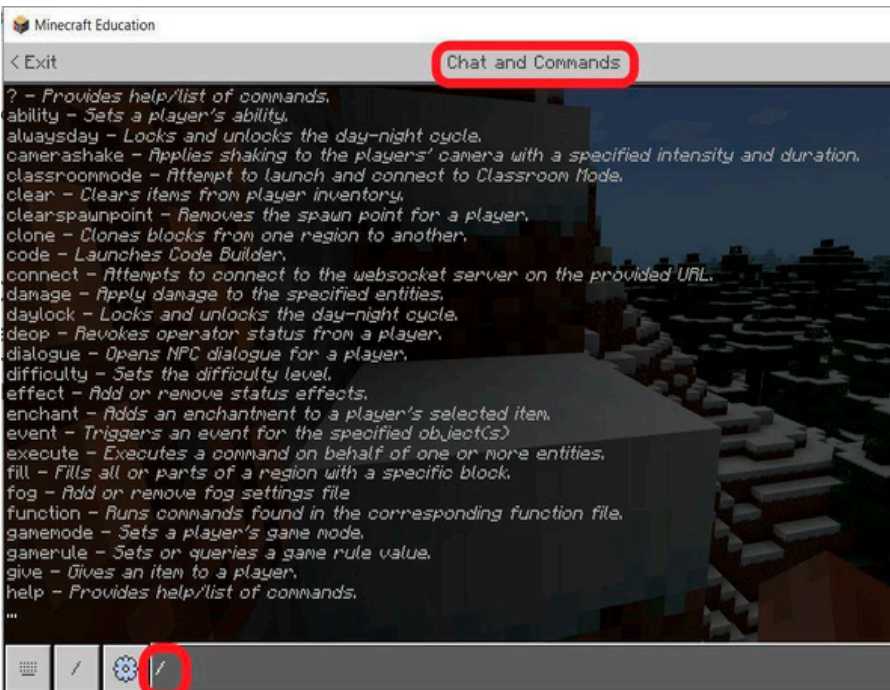 Minecraft Education
< Exit
Chat and Commands
? - Provides help/list of commands.
ability - Sets a player's ability.
alwaysday - Locks and unlocks the day-night cycle.
camerashake - Applies shaking to the players' camera with a specified intensity and duration.
classroommode - Attempt to launch and connect to Classroom Mode.
clear - Clears items from player inventory.
clearspawnpoint - Removes the spawn point for a player.
clone - Clones blocks from one region to another.
code - Launches Code Builder.
connect - Attempts to connect to the websocket server on the provided URL.
damage - Apply damage to the specified entities.
daylock - Locks and unlocks the day-night cycle.
deop - Revokes operator status from a player.
dialogue - Opens NPC dialogue for a player.
difficulty - Sets the difficulty level.
effect - Add or remove status effects.
enchant - Adds an enchantment to a player's selected item.
event - Triggers an event for the specified object(s)
execute - Executes a command on behalf of one or more entities.
fill - Fills all or parts of a region with a specific block.
fog - Add or remove fog settings file
function - Runs commands found in the corresponding function file.
gamemode - Sets a player's game mode.
gamerule - Sets or queries a game rule value.
give - Gives an item to a player.
help - Provides help/list of commands.
...
/ /